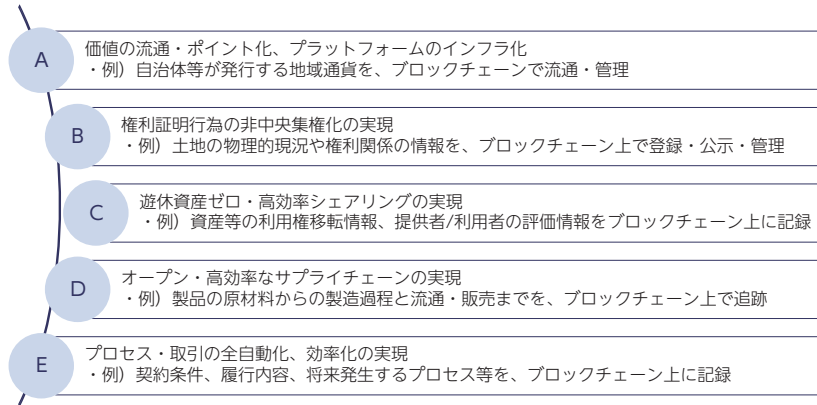 A
価値の流通・ポイント化、プラットフォームのインフラ化
・例）自治体等が発行する地域通貨を、ブロックチェーンで流通・管理
B
権利証明行為の非中央集権化の実現
・例）土地の物理的現況や権利関係の情報を、ブロックチェーン上で登録・公示・管理
C
遊休資産ゼロ・高効率シェアリングの実現
・例）資産等の利用権移転情報、提供者/利用者の評価情報をブロックチェーン上に記録
D
オープン・高効率なサプライチェーンの実現
・例）製品の原材料からの製造過程と流通・販売までを、ブロックチェーン上で追跡
E
プロセス・取引の全自動化、効率化の実現
・例）契約条件、履行内容、将来発生するプロセス等を、ブロックチェーン上に記録